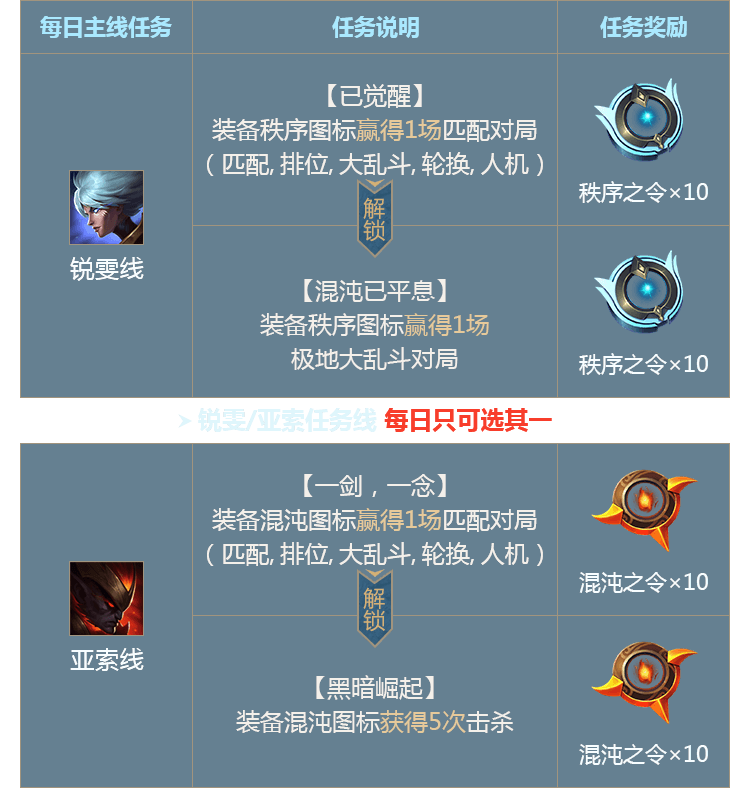 每日主线任务 任务说明 任务奖励
【已觉醒】
装备秩序图标赢得1场匹配对局
（匹配, 排位, 大乱斗, 轮换, 人机）
秩序之令×10
解锁
锐雯线
【混沌已平息】
装备秩序图标赢得1场
极地大乱斗对局
秩序之令×10
➤ 锐雯/亚索任务线 每日只可选其一
【一剑，一念】
装备混沌图标赢得1场匹配对局
（匹配, 排位, 大乱斗, 轮换, 人机）
混沌之令×10
解锁
亚索线
【黑暗崛起】
装备混沌图标获得5次击杀
混沌之令×10